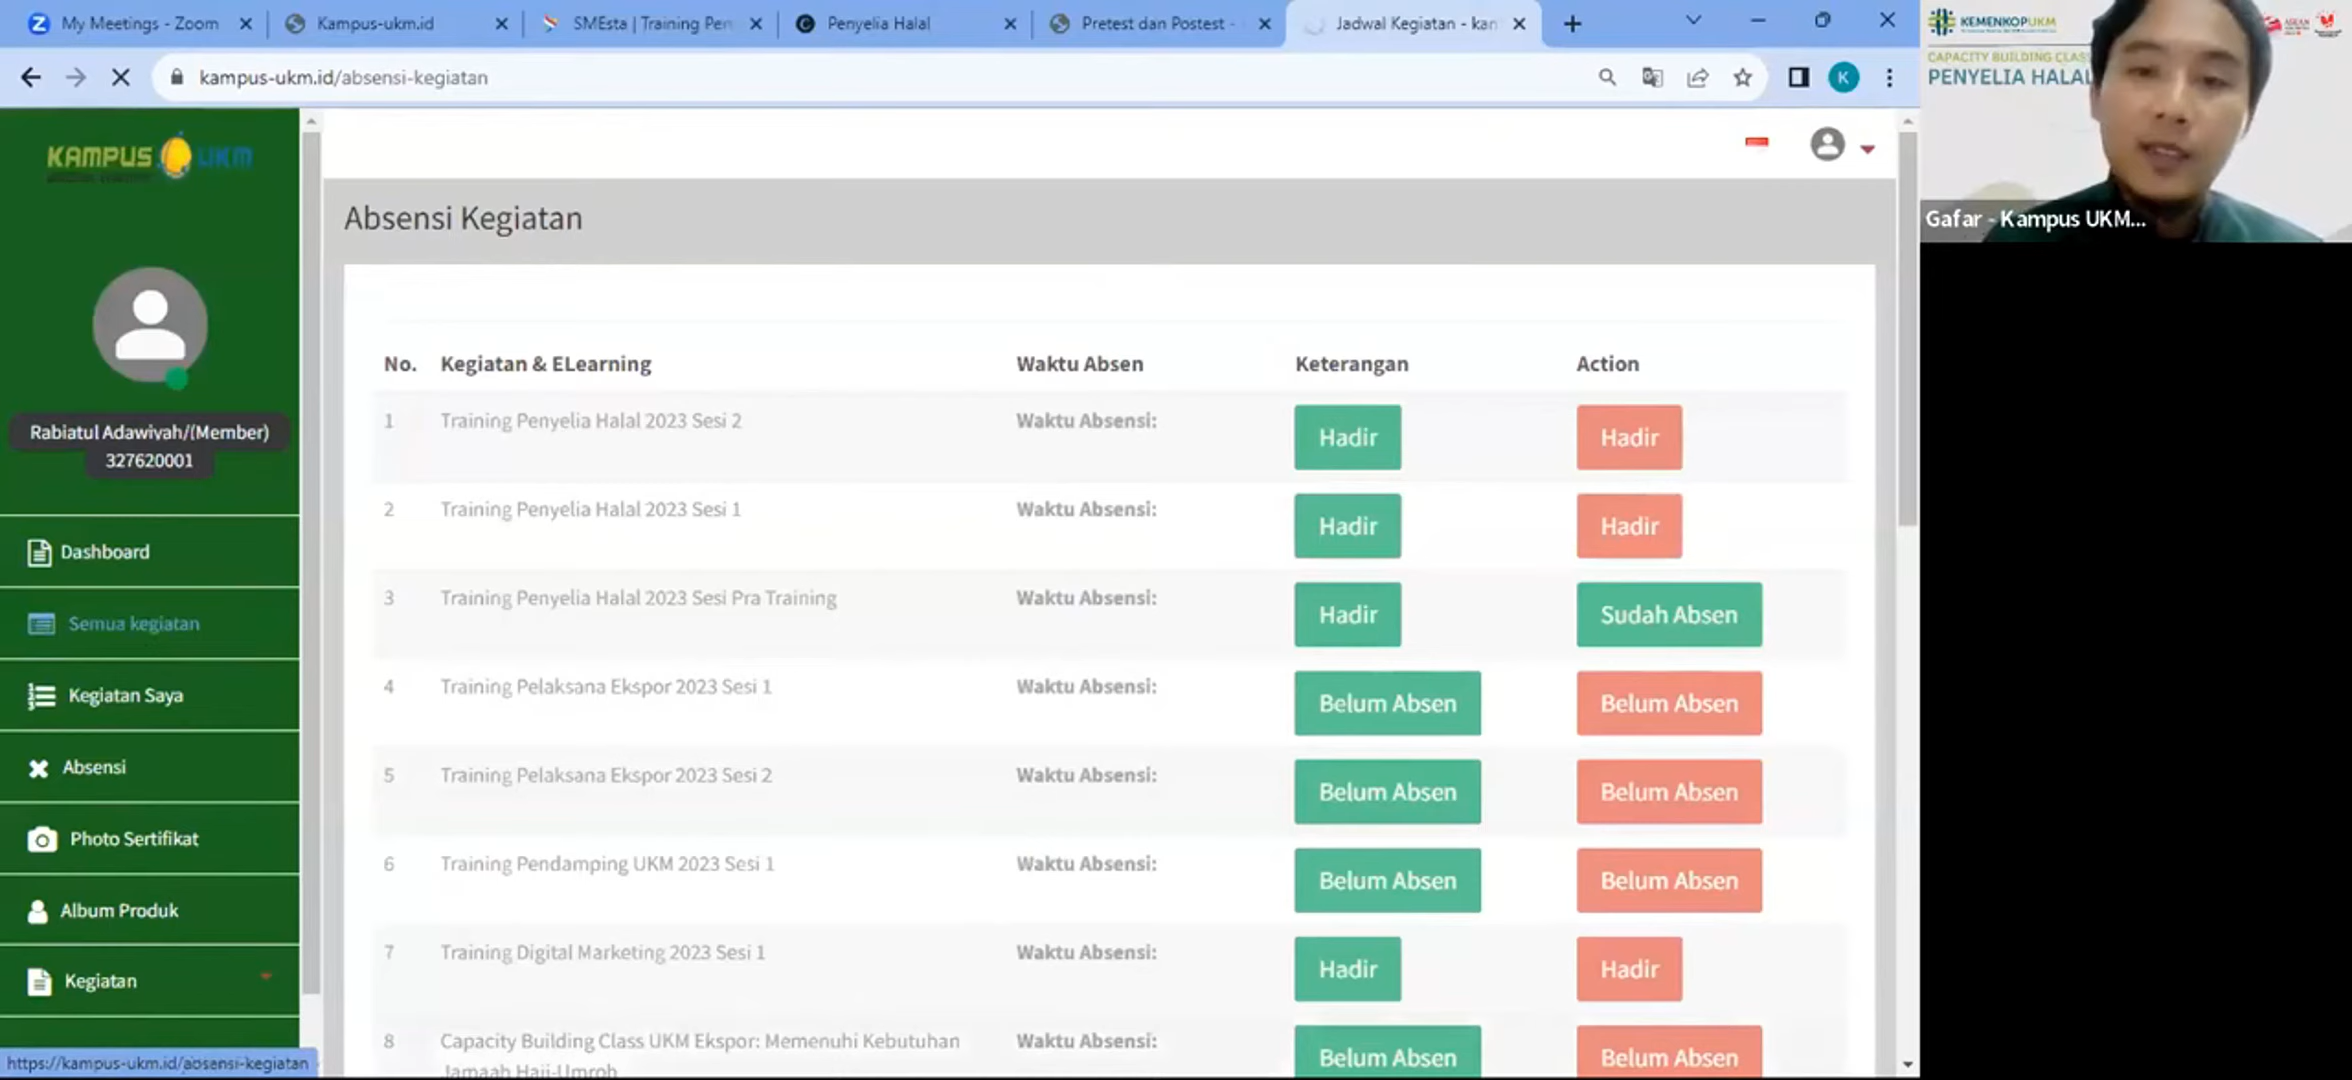 My Meetings - Zoom
Kampus-ukm.id
SMEsta | Training Pen
Penyelia Halal
Pretest dan Postest -
Jadwal Kegiatan - kan
kampus-ukm.id/absensi-kegiatan
K
KEMENKOPUKM
CAPACITY BUILDING CLASS
PENYELIA HALAL
Gafar - Kampus UKM...
KAMPUS UKM
Rabiatul Adawiyah/(Member)
327620001
Dashboard
Semua kegiatan
Kegiatan Saya
Absensi
Photo Sertifikat
Album Produk
Kegiatan
https://kampus-ukm.id/absensi-kegiatan
Absensi Kegiatan
No. Kegiatan & ELearning Waktu Absen Keterangan Action
1 Training Penyelia Halal 2023 Sesi 2 Waktu Absensi: Hadir Hadir
2 Training Penyelia Halal 2023 Sesi 1 Waktu Absensi: Hadir Hadir
3 Training Penyelia Halal 2023 Sesi Pra Training Waktu Absensi: Hadir Sudah Absen
4 Training Pelaksana Ekspor 2023 Sesi 1 Waktu Absensi: Belum Absen Belum Absen
5 Training Pelaksana Ekspor 2023 Sesi 2 Waktu Absensi: Belum Absen Belum Absen
6 Training Pendamping UKM 2023 Sesi 1 Waktu Absensi: Belum Absen Belum Absen
7 Training Digital Marketing 2023 Sesi 1 Waktu Absensi: Hadir Hadir
8 Capacity Building Class UKM Ekspor: Memenuhi Kebutuhan Waktu Absensi: Belum Absen Belum Absen
Jamaah Haji-Umroh